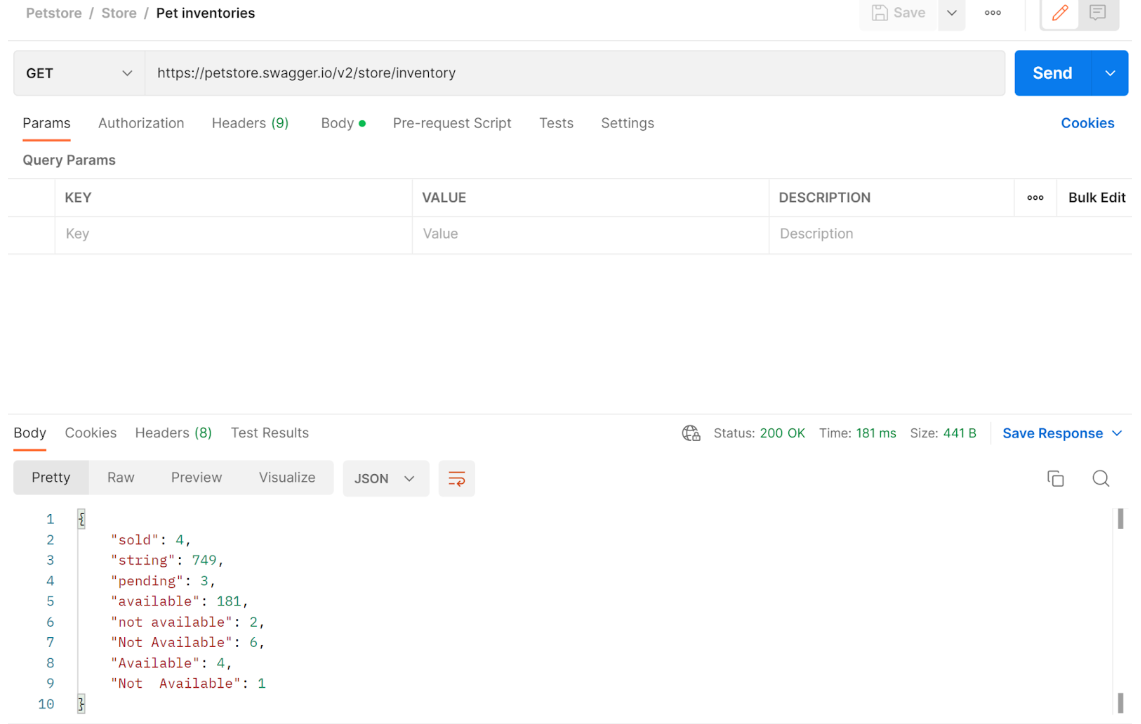 Petstore / Store / Pet inventories
Save
GET https://petstore.swagger.io/v2/store/inventory Send
Params Authorization Headers (9) Body Pre-request Script Tests Settings Cookies
Query Params
KEY VALUE DESCRIPTION Bulk Edit
Key Value Description
Body Cookies Headers (8) Test Results Status: 200 OK Time: 181 ms Size: 441 B Save Response
Pretty Raw Preview Visualize JSON
1 {
2 "sold": 4,
3 "string": 749,
4 "pending": 3,
5 "available": 181,
6 "not available": 2,
7 "Not Available": 6,
8 "Available": 4,
9 "Not  Available": 1
10 }